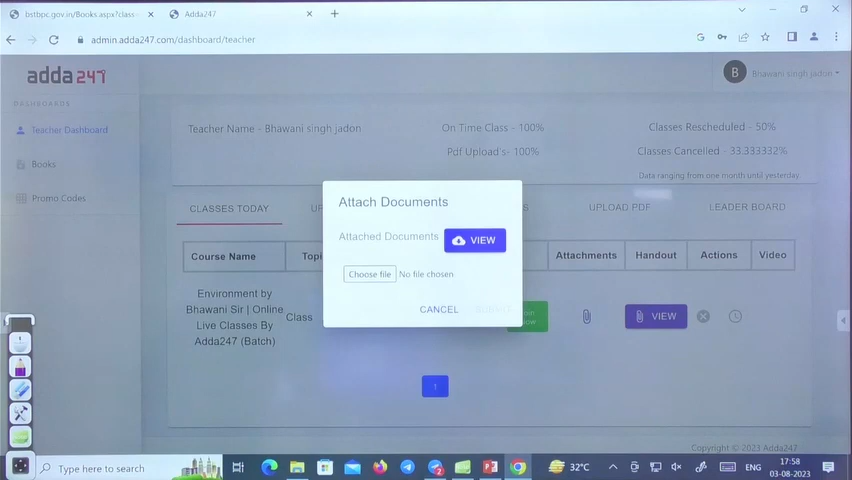 bstbpc.gov.in/Books.aspx?class
Adda247
admin.adda247.com/dashboard/teacher
adda247
B
Bhawani singh jadon
DASHBOARDS
Teacher Dashboard
Books
Promo Codes
Teacher Name - Bhawani singh jadon
On Time Class - 100%
Classes Rescheduled - 50%
Pdf Upload's- 100%
Classes Cancelled - 33.333332%
Data ranging from one month until yesterday.
CLASSES TODAY
UPLOAD PDF
LEADER BOARD
Attach Documents
Attached Documents
VIEW
Choose file No file chosen
CANCEL SUBMIT
Course Name
Attachments
Handout
Actions
Video
Environment by
Bhawani Sir | Online
Live Classes By
Adda247 (Batch)
Class
VIEW
1
Copyright © 2023 Adda247
Type here to search
2
32°C
ENG
17:58
03-08-2023